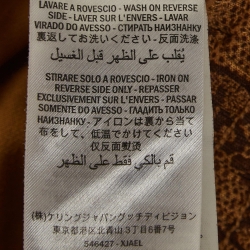 LAVARE A ROVESCIO - WASH ON REVERSE
SIDE - LAVER SUR L'ENVERS - LAVAR
VIRADO DO AVESSO - СТИРАТЬ НАИЗНАНКУ
裏返してお洗いください・反面洗滌
يُقلب على الظهر قبل الغسيل
STIRARE SOLO A ROVESCIO - IRON ON
REVERSE SIDE ONLY - REPASSER
EXCLUSIVEMENT SUR L'ENVERS - PASSAR
SOMENTE DO AVESSO - ГЛАДИТЬ ТОЛЬКО
НАИЗНАНКУ - アイロンは裏から当て
布をして、低温でかけてください
仅反面熨烫
قم بالكي فقط على الظهر
(株)ケリングジャパングッチディビジョン
東京都港区北青山3丁目6番7号
546427 - XJAEL